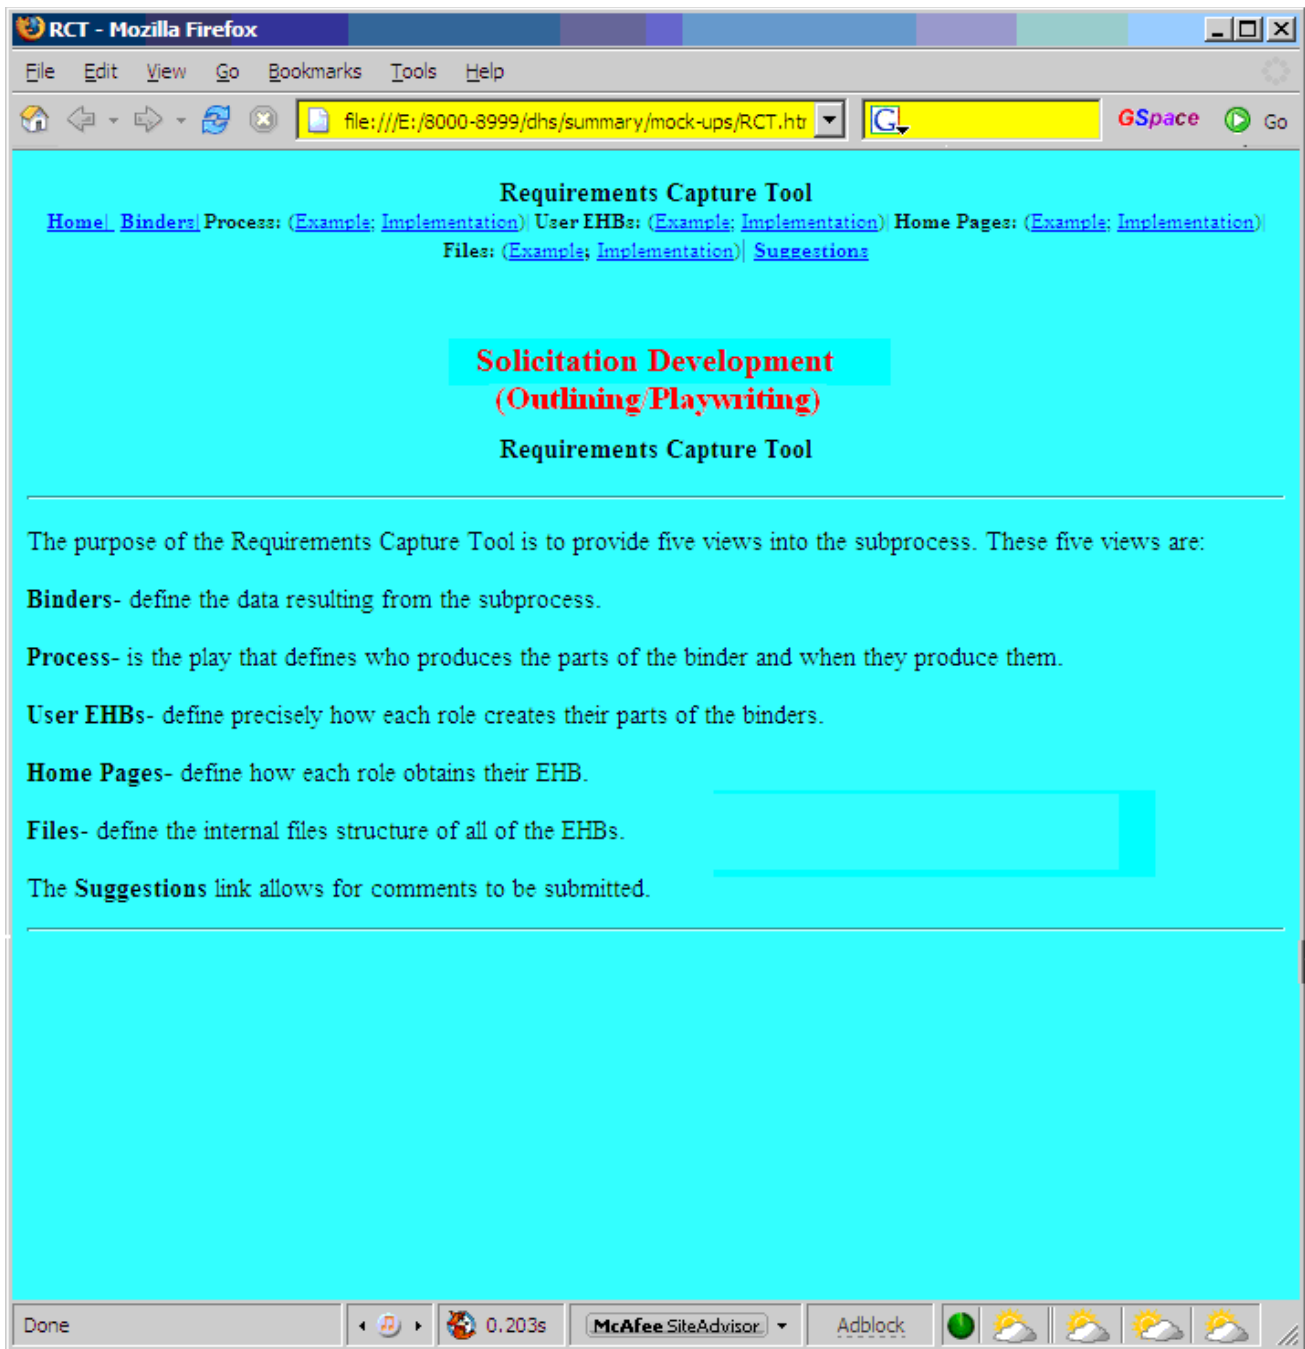 RCT - Mozilla Firefox
File Edit View Go Bookmarks Tools Help
file:///E:/8000-8999/dhs/summary/mock-ups/RCT.htr G GSpace Go
Requirements Capture Tool
Home| Binders| Process: (Example; Implementation)| User EHBs: (Example; Implementation)| Home Pages: (Example; Implementation)|
Files: (Example; Implementation)| Suggestions
Solicitation Development
(Outlining/Playwriting)
Requirements Capture Tool
The purpose of the Requirements Capture Tool is to provide five views into the subprocess. These five views are:
Binders- define the data resulting from the subprocess.
Process- is the play that defines who produces the parts of the binder and when they produce them.
User EHBs- define precisely how each role creates their parts of the binders.
Home Pages- define how each role obtains their EHB.
Files- define the internal files structure of all of the EHBs.
The Suggestions link allows for comments to be submitted.
Done 0.203s McAfee SiteAdvisor Adblock